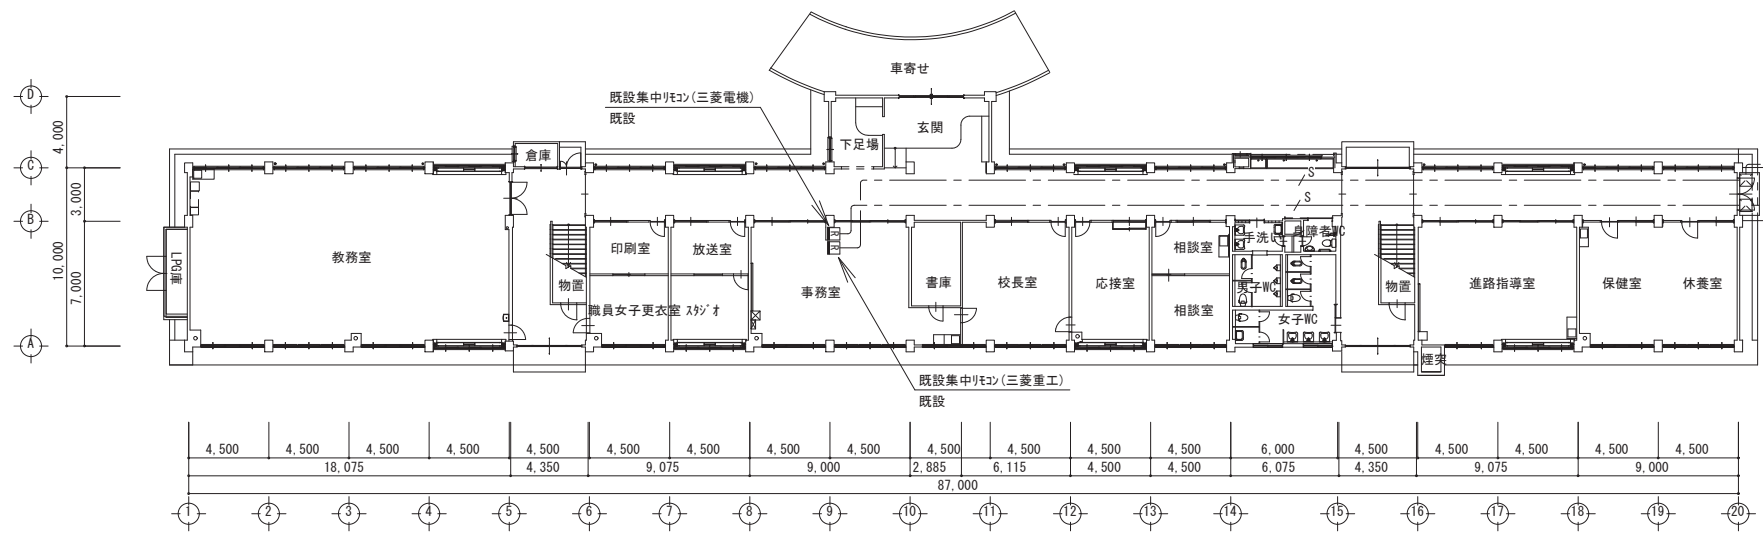 車寄せ
D
既設集中ﾘﾓｺﾝ(三菱電機)
既設
玄関
4,000
下足場
倉庫
C
S
3,000
S
B
R
R
印刷室
放送室
相談室
手洗い
身障者WC
LPG庫
教務室
10,000
7,000
物置
事務室
書庫
校長室
応接室
男子WC
物置
進路指導室
保健室
休養室
職員女子更衣室
ｽﾀｼﾞｵ
相談室
女子WC
A
煙突
既設集中ﾘﾓｺﾝ(三菱重工)
既設
4,500 4,500 4,500 4,500 4,500 4,500 4,500 4,500 4,500 4,500 4,500 4,500 4,500 6,000 4,500 4,500 4,500 4,500 4,500
18,075 4,350 9,075 9,000 2,885 6,115 4,500 4,500 6,075 4,350 9,075 9,000
87,000
1 2 3 4 5 6 7 8 9 10 11 12 13 14 15 16 17 18 19 20